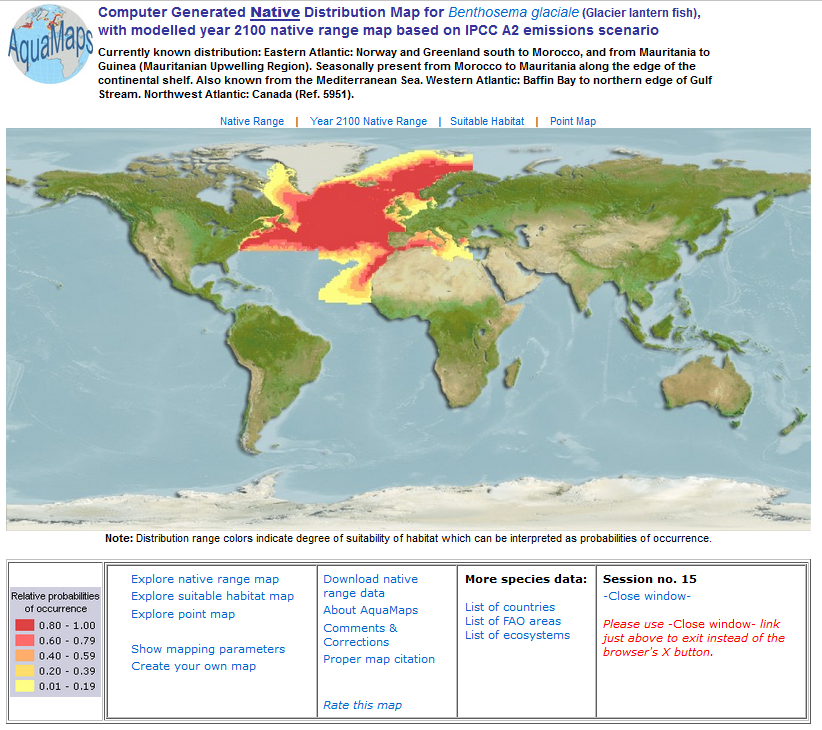 AquaMaps
Computer Generated Native Distribution Map for Benthosema glaciale (Glacier lantern fish),
with modelled year 2100 native range map based on IPCC A2 emissions scenario
Currently known distribution: Eastern Atlantic: Norway and Greenland south to Morocco, and from Mauritania to
Guinea (Mauritanian Upwelling Region). Seasonally present from Morocco to Mauritania along the edge of the
continental shelf. Also known from the Mediterranean Sea. Western Atlantic: Baffin Bay to northern edge of Gulf
Stream. Northwest Atlantic: Canada (Ref. 5951).
Native Range | Year 2100 Native Range | Suitable Habitat | Point Map
Note: Distribution range colors indicate degree of suitability of habitat which can be interpreted as probabilities of occurrence.
Relative probabilities
of occurrence
0.80 - 1.00
0.60 - 0.79
0.40 - 0.59
0.20 - 0.39
0.01 - 0.19
Explore native range map
Explore suitable habitat map
Explore point map
Show mapping parameters
Create your own map
Download native
range data
About AquaMaps
Comments &
Corrections
Proper map citation
Rate this map
More species data:
List of countries
List of FAO areas
List of ecosystems
Session no. 15
-Close window-
Please use -Close window- link
just above to exit instead of the
browser's X button.